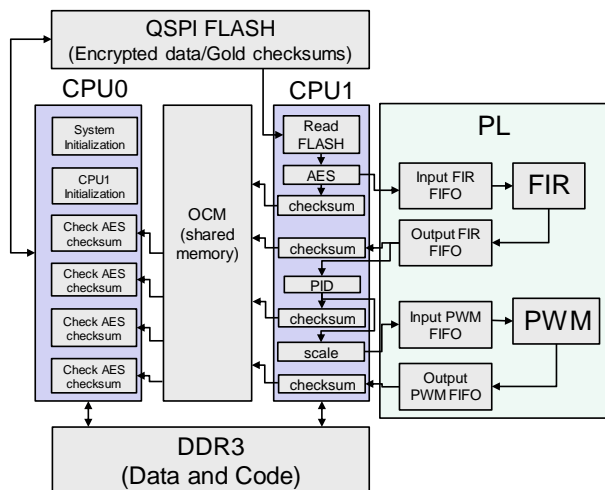 QSPI FLASH
(Encrypted data/Gold checksums)
CPU0
System
Initialization
CPU1
Initialization
Check AES
checksum
Check AES
checksum
Check AES
checksum
Check AES
checksum
OCM
(shared
memory)
CPU1
Read
FLASH
AES
checksum
checksum
PID
checksum
scale
checksum
PL
Input FIR
FIFO
FIR
Output FIR
FIFO
Input PWM
FIFO
PWM
Output
PWM FIFO
DDR3
(Data and Code)